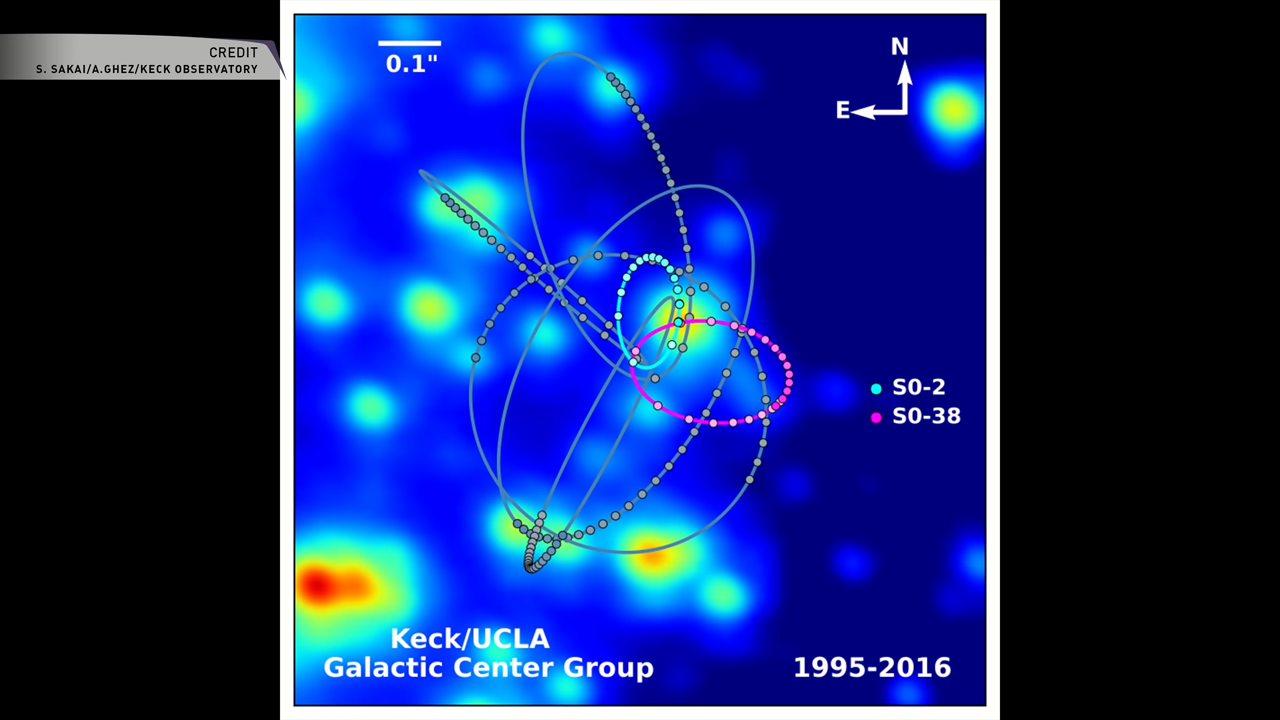 CREDIT
S. SAKAI/A.GHEZ/KECK OBSERVATORY
0.1"
N
E
S0-2
S0-38
Keck/UCLA
Galactic Center Group
1995-2016